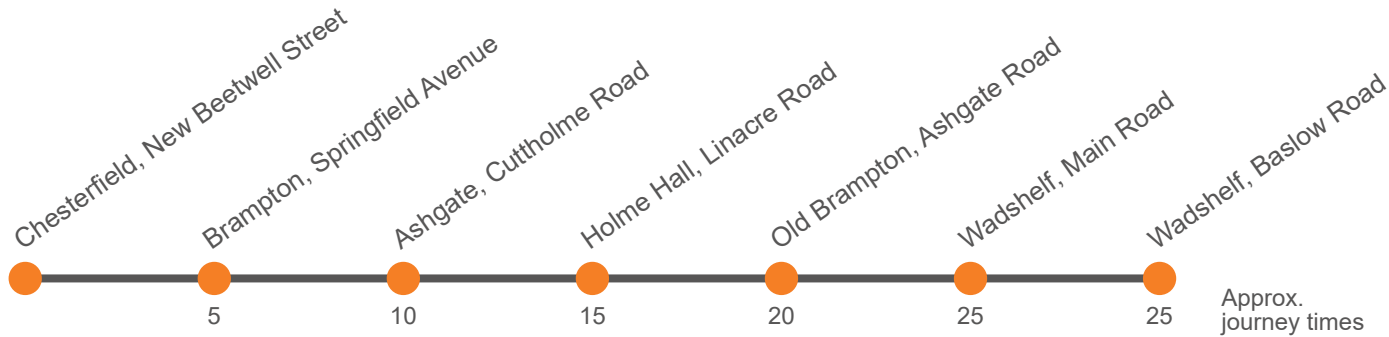 Chesterfield, New Beetwell Street
Brampton, Springfield Avenue
Ashgate, Cuttholme Road
Holme Hall, Linacre Road
Old Brampton, Ashgate Road
Wadshelf, Main Road
Wadshelf, Baslow Road
5
10
15
20
25
25
Approx.
journey times